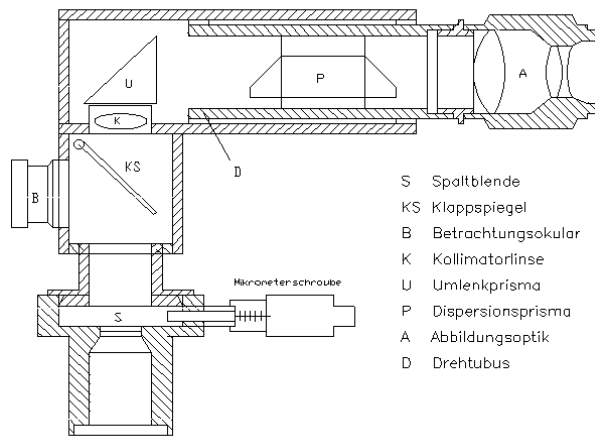 U
P
A
K
KS
B
D
Mikrometerschraube
S
S Spaltblende
KS Klappspiegel
B Betrachtungsokular
K Kollimatorlinse
U Umlenkprisma
P Dispersionsprisma
A Abbildungsoptik
D Drehtubus